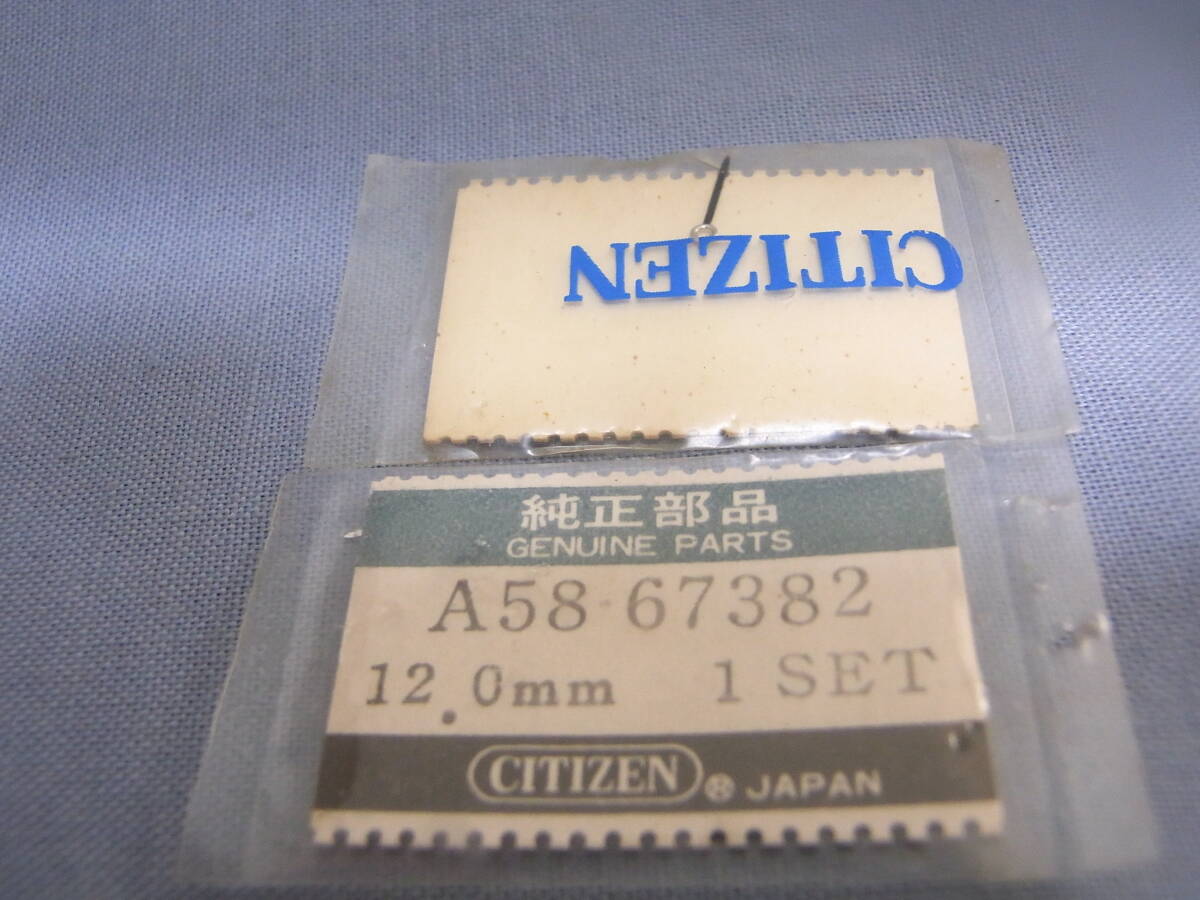 CITIZEN
純正部品
GENUINE PARTS
A58-67382
12.0mm 1 SET
CITIZEN ® JAPAN